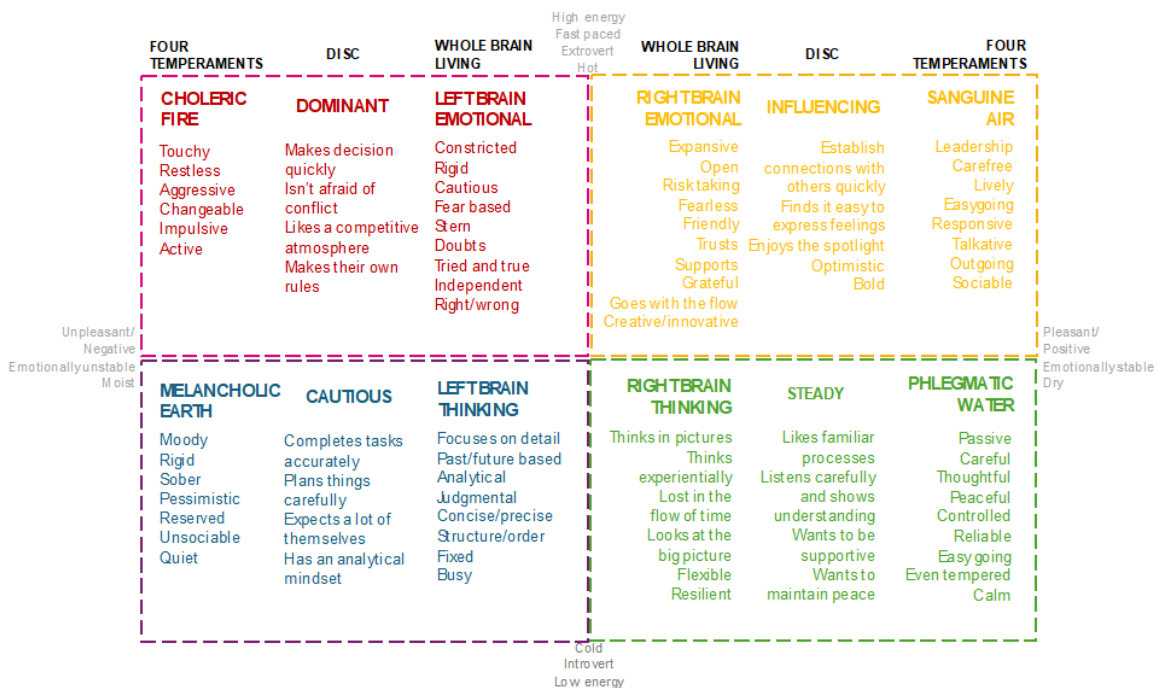 High energy
Fast paced
Extrovert
Hot
FOUR
TEMPERAMENTS
DISC
WHOLE BRAIN
LIVING
WHOLE BRAIN
LIVING
DISC
FOUR
TEMPERAMENTS
CHOLERIC
FIRE
Touchy
Restless
Aggressive
Changeable
Impulsive
Active
DOMINANT
Makes decision
quickly
Isn't afraid of
conflict
Likes a competitive
atmosphere
Makes their own
rules
LEFT BRAIN
EMOTIONAL
Constricted
Rigid
Cautious
Fear based
Stern
Doubts
Tried and true
Independent
Right/wrong
RIGHT BRAIN
EMOTIONAL
Expansive
Open
Risk taking
Fearless
Friendly
Trusts
Supports
Grateful
Goes with the flow
Creative/innovative
INFLUENCING
Establish
connections with
others quickly
Finds it easy to
express feelings
Enjoys the spotlight
Optimistic
Bold
SANGUINE
AIR
Leadership
Carefree
Lively
Easygoing
Responsive
Talkative
Outgoing
Sociable
Unpleasant/
Negative
Emotionally unstable
Moist
Pleasant/
Positive
Emotionally stable
Dry
MELANCHOLIC
EARTH
Moody
Rigid
Sober
Pessimistic
Reserved
Unsociable
Quiet
CAUTIOUS
Completes tasks
accurately
Plans things
carefully
Expects a lot of
themselves
Has an analytical
mindset
LEFT BRAIN
THINKING
Focuses on detail
Past/future based
Analytical
Judgmental
Concise/precise
Structure/order
Fixed
Busy
RIGHT BRAIN
THINKING
Thinks in pictures
Thinks
experientially
Lost in the
flow of time
Looks at the
big picture
Flexible
Resilient
STEADY
Likes familiar
processes
Listens carefully
and shows
understanding
Wants to be
supportive
Wants to
maintain peace
PHLEGMATIC
WATER
Passive
Careful
Thoughtful
Peaceful
Controlled
Reliable
Easy going
Even tempered
Calm
Cold
Introvert
Low energy